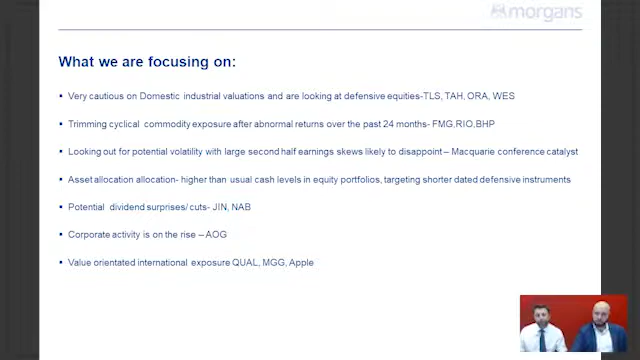 morgans
What we are focusing on:
Very cautious on Domestic industrial valuations and are looking at defensive equities-TLS, TAH, ORA, WES
Trimming cyclical commodity exposure after abnormal returns over the past 24 months- FMG,RIO,BHP
Looking out for potential volatility with large second half earnings skews likely to disappoint – Macquarie conference catalyst
Asset allocation allocation- higher than usual cash levels in equity portfolios, targeting shorter dated defensive instruments
Potential dividend surprises/ cuts- JIN, NAB
Corporate activity is on the rise – AOG
Value orientated international exposure QUAL, MGG, Apple